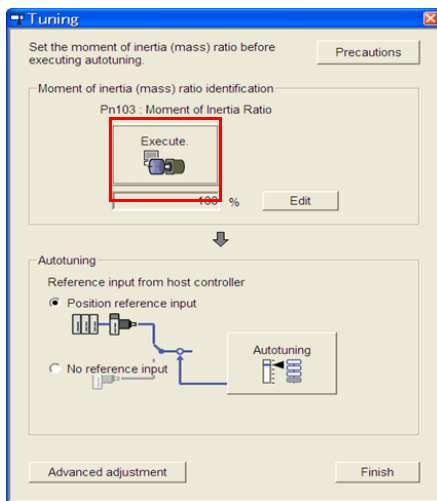 Tuning
Set the moment of inertia (mass) ratio before
executing autotuning.
Precautions
Moment of inertia (mass) ratio identification
Pn103 : Moment of Inertia Ratio
Execute.
100 %
Edit
Autotuning
Reference input from host controller
Position reference input
No reference input
Autotuning
Advanced adjustment
Finish